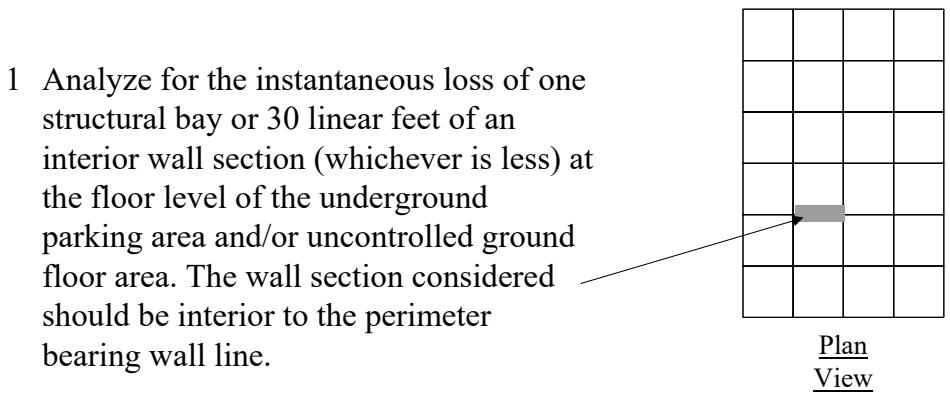 1 Analyze for the instantaneous loss of one
structural bay or 30 linear feet of an
interior wall section (whichever is less) at
the floor level of the underground
parking area and/or uncontrolled ground
floor area. The wall section considered
should be interior to the perimeter
bearing wall line.
Plan
View